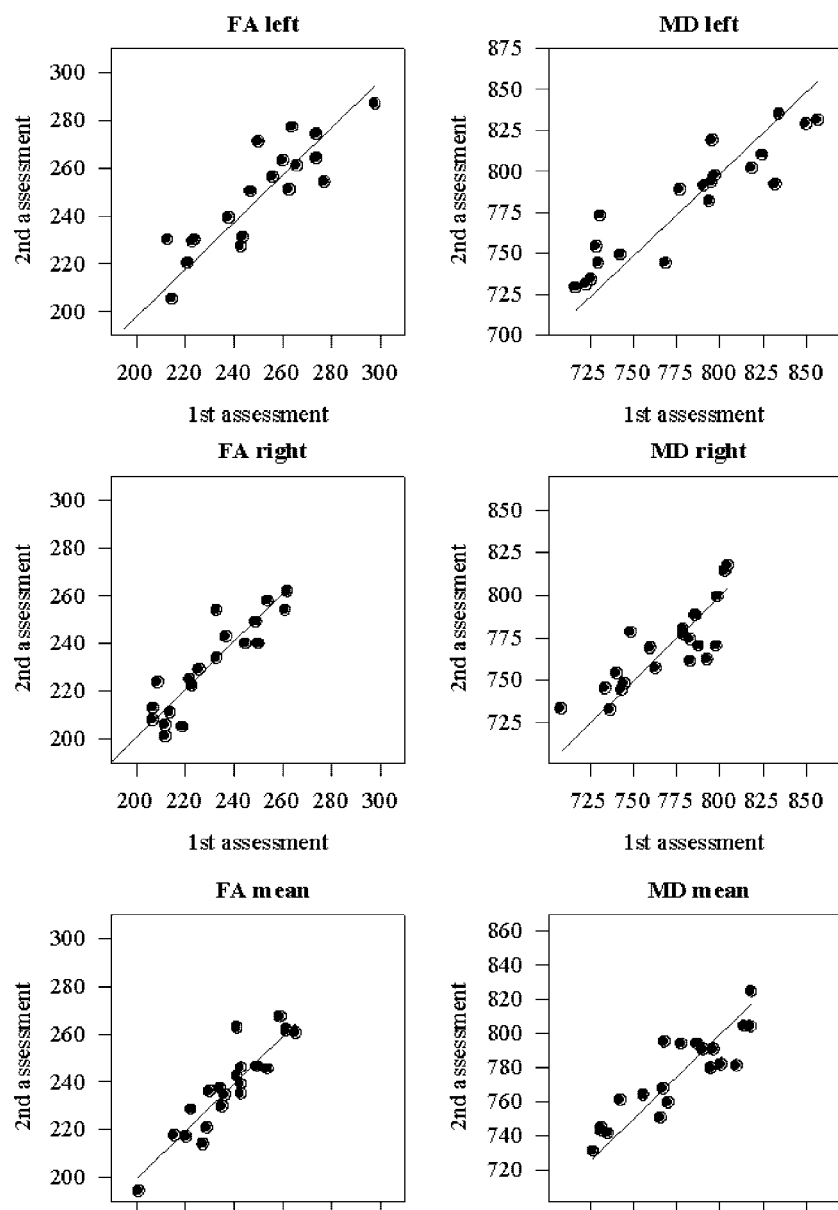 FA left
MD left
2nd assessment
300
280
260
240
220
200
200 220 240 260 280 300
1st assessment
2nd assessment
875
850
825
800
775
750
725
700
725 750 775 800 825 850
1st assessment
FA right
MD right
2nd assessment
300
280
260
240
220
200
200 220 240 260 280 300
1st assessment
2nd assessment
850
825
800
775
750
725
725 750 775 800 825 850
1st assessment
FA mean
MD mean
2nd assessment
300
280
260
240
220
200
2nd assessment
860
840
820
800
780
760
740
720